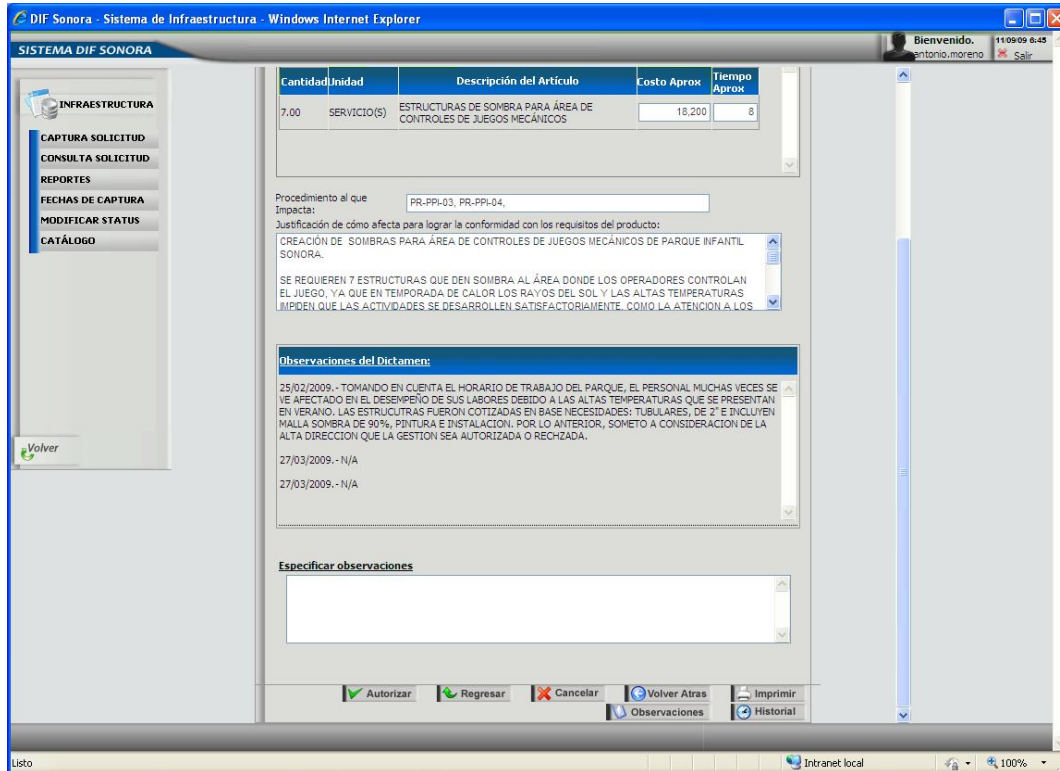 DIF Sonora - Sistema de Infraestructura - Windows Internet Explorer
SISTEMA DIF SONORA
Bienvenido.
antonio.moreno
11/09/09 8:45
Salir
INFRAESTRUCTURA
CAPTURA SOLICITUD
CONSULTA SOLICITUD
REPORTES
FECHAS DE CAPTURA
MODIFICAR STATUS
CATÁLOGO
Volver
Cantidad Unidad Descripción del Artículo Costo Aprox Tiempo Aprox
7.00 SERVICIO(S) ESTRUCTURAS DE SOMBRA PARA ÁREA DE 18,200 8
CONTROLES DE JUEGOS MECÁNICOS
Procedimiento al que
Impacta:
PR-PPI-03, PR-PPI-04,
Justificación de cómo afecta para lograr la conformidad con los requisitos del producto:
CREACIÓN DE SOMBRAS PARA ÁREA DE CONTROLES DE JUEGOS MECÁNICOS DE PARQUE INFANTIL
SONORA.
SE REQUIEREN 7 ESTRUCTURAS QUE DEN SOMBRA AL ÁREA DONDE LOS OPERADORES CONTROLAN
EL JUEGO, YA QUE EN TEMPORADA DE CALOR LOS RAYOS DEL SOL Y LAS ALTAS TEMPERATURAS
IMPIDEN QUE LAS ACTIVIDADES SE DESARROLLEN SATISFACTORIAMENTE, COMO LA ATENCION A LOS
Observaciones del Dictamen:
25/02/2009.- TOMANDO EN CUENTA EL HORARIO DE TRABAJO DEL PARQUE, EL PERSONAL MUCHAS VECES SE
VE AFECTADO EN EL DESEMPEÑO DE SUS LABORES DEBIDO A LAS ALTAS TEMPERATURAS QUE SE PRESENTAN
EN VERANO. LAS ESTRUCUTRAS FUERON COTIZADAS EN BASE NECESIDADES: TUBULARES, DE 2" E INCLUYEN
MALLA SOMBRA DE 90%, PINTURA E INSTALACION. POR LO ANTERIOR, SOMETO A CONSIDERACION DE LA
ALTA DIRECCION QUE LA GESTION SEA AUTORIZADA O RECHZADA.
27/03/2009.- N/A
27/03/2009.- N/A
Especificar observaciones
Autorizar Regresar Cancelar Volver Atras Imprimir
Observaciones Historial
Listo Intranet local 100%